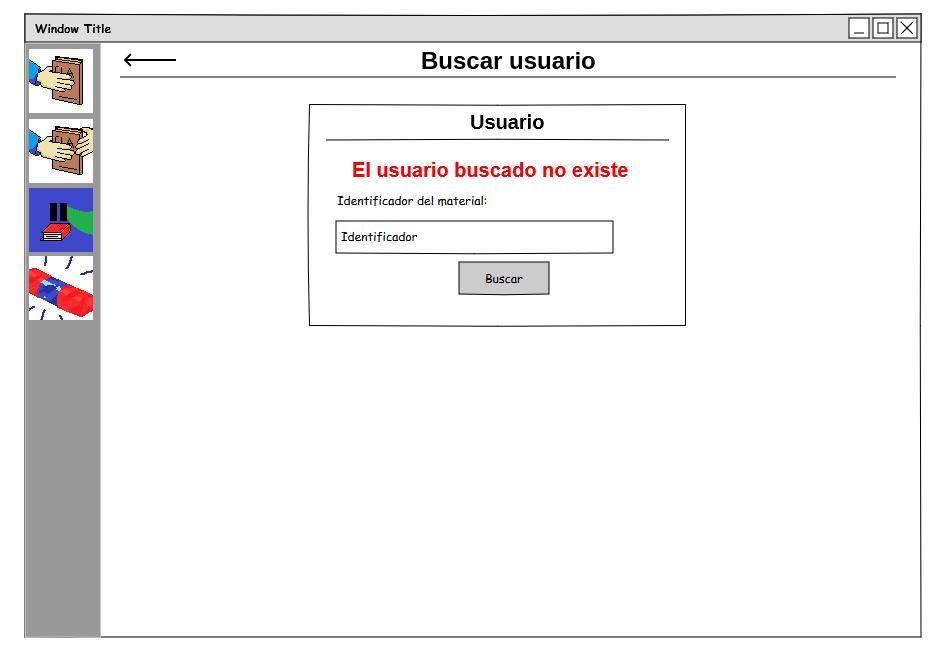 Window Title
Buscar usuario
Usuario
El usuario buscado no existe
Identificador del material:
Identificador
Buscar